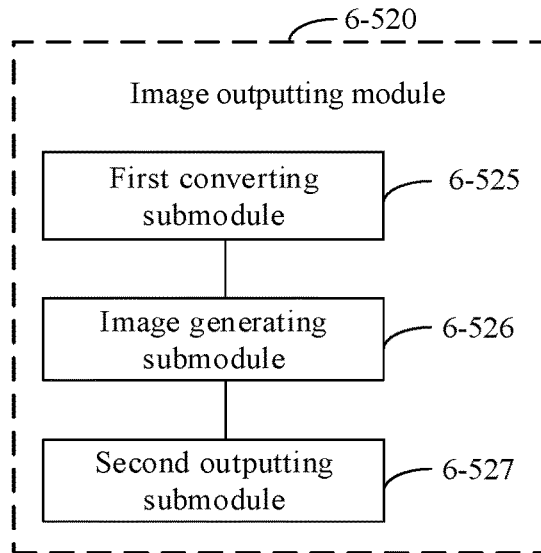 6-520
Image outputting module
First converting
submodule
6-525
Image generating
submodule
6-526
Second outputting
submodule
6-527